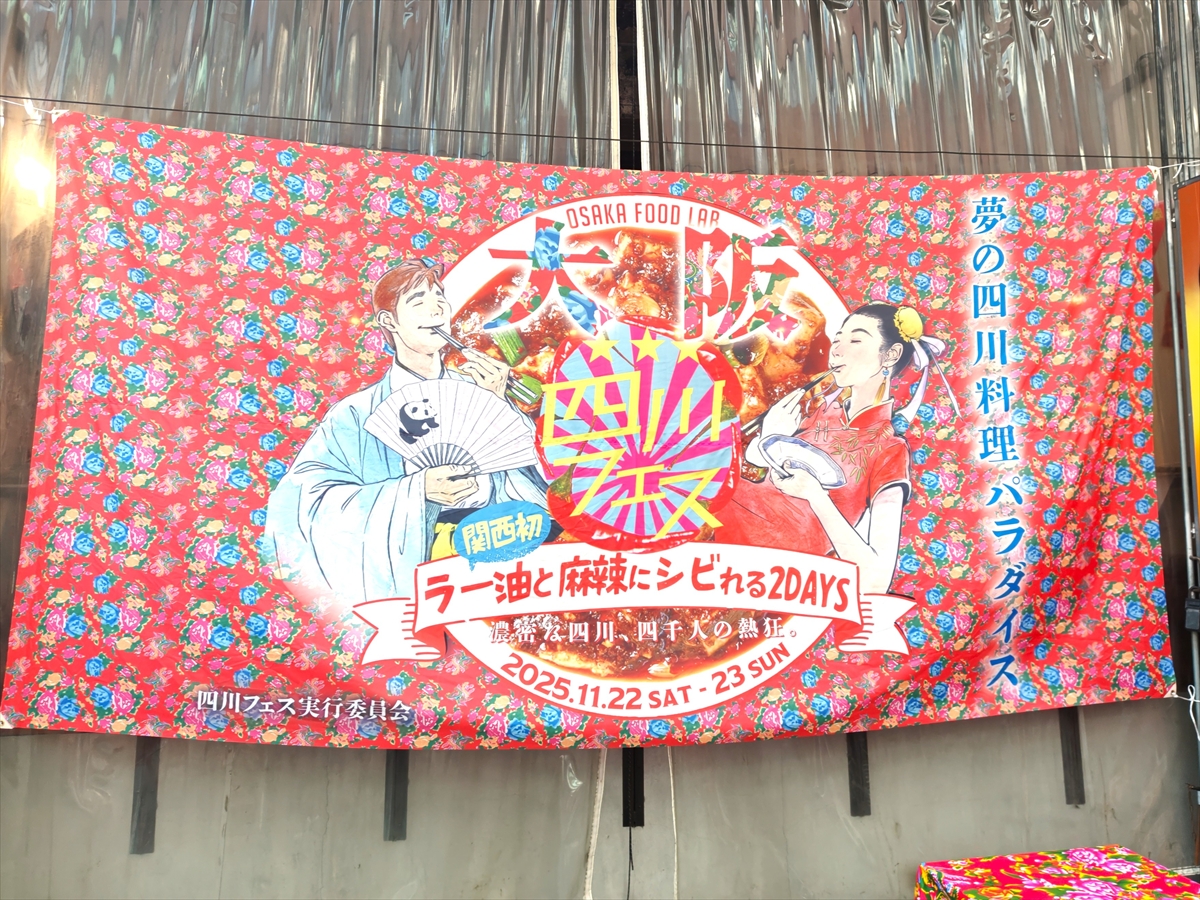 OSAKA FOOD LAB
大阪
四川
フェス
関西初
ラー油と麻辣にシビれる2DAYS
濃密な四川、四千人の熱狂。
2025.11.22 SAT - 23 SUN
夢の四川料理パラダイス
四川フェス実行委員会